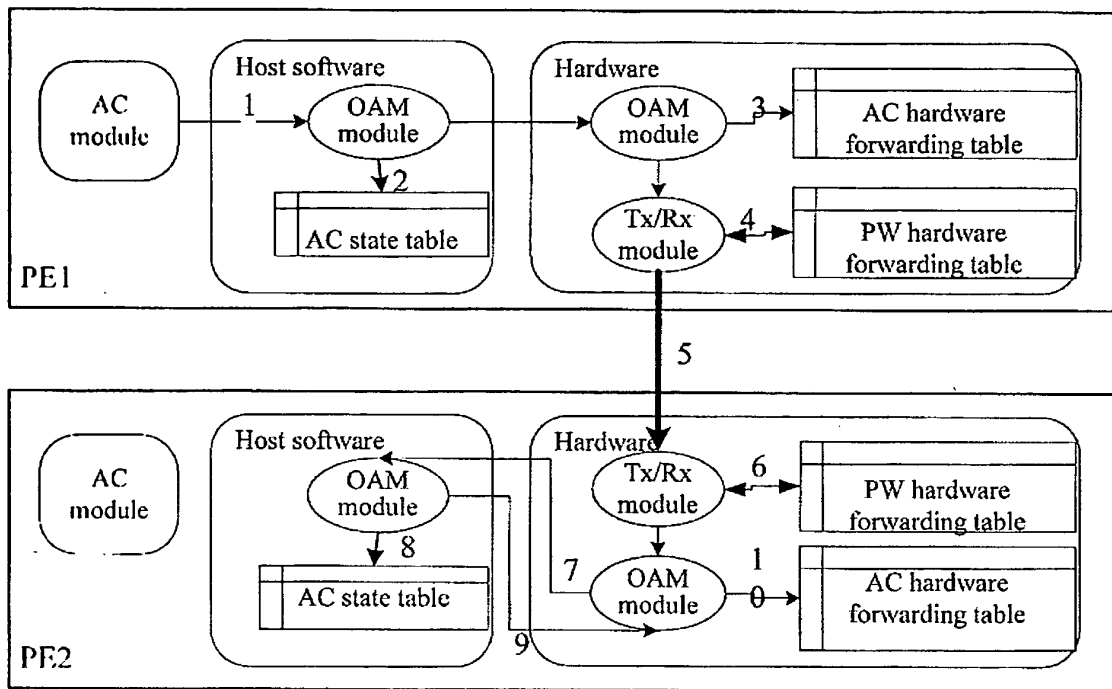 Host software
Hardware
AC
module
1
OAM
module
OAM
module
3
AC hardware
forwarding table
2
AC state table
Tx/Rx
module
4
PW hardware
forwarding table
PE1
5
Host software
Hardware
AC
module
OAM
module
Tx/Rx
module
6
PW hardware
forwarding table
8
AC state table
7
OAM
module
1
0
AC hardware
forwarding table
9
PE2